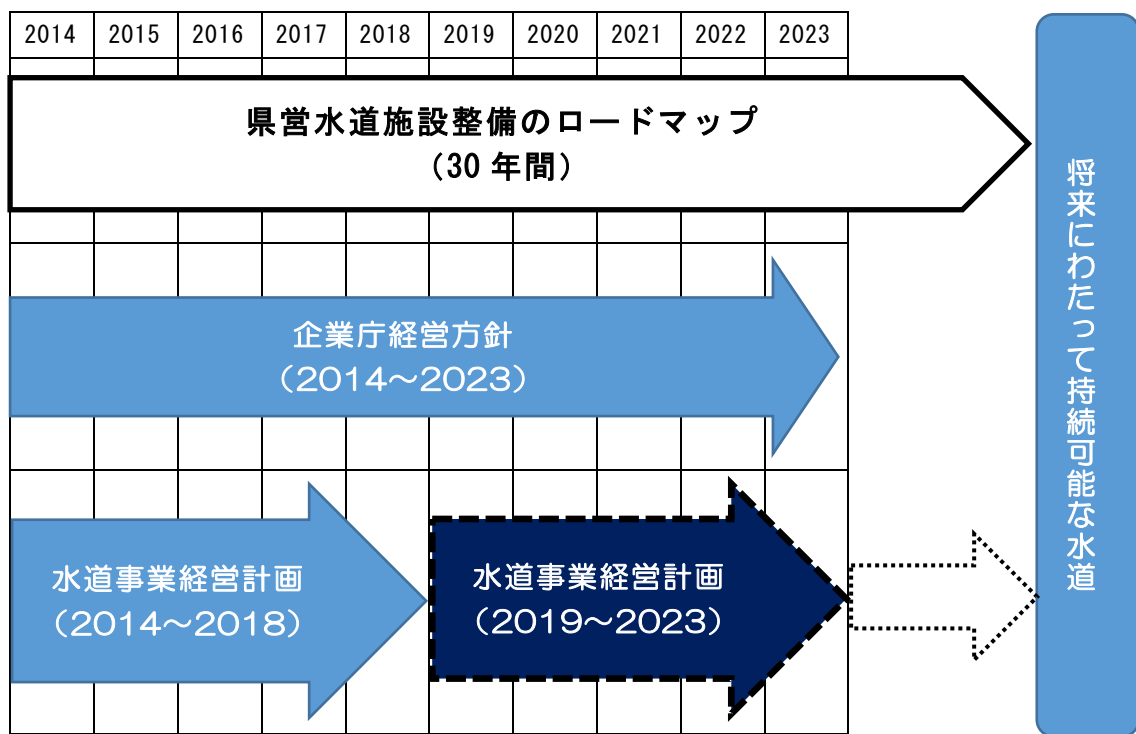 2014 2015 2016 2017 2018 2019 2020 2021 2022 2023
県営水道施設整備のロードマップ
（30 年間）
企業庁経営方針
（2014～2023）
水道事業経営計画
（2014～2018）
水道事業経営計画
（2019～2023）
将来にわたって持続可能な水道